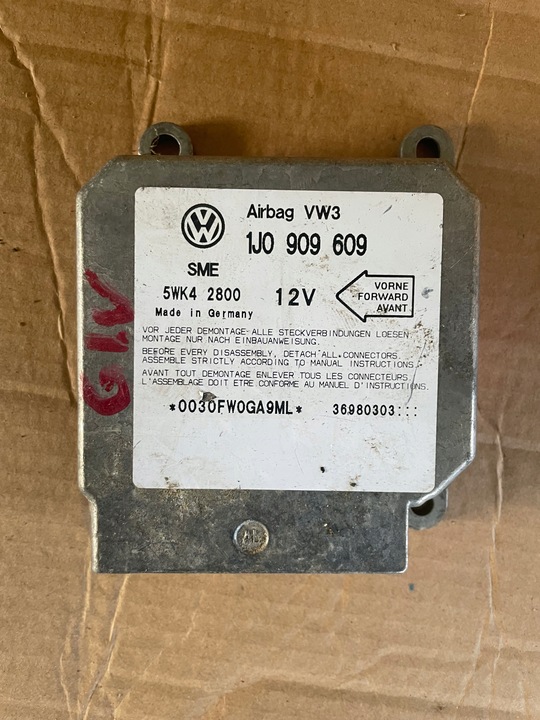 Airbag VW3
1J0 909 609
SME
5WK4 2800 12V
Made in Germany
VORNE
FORWARD
AVANT
VOR JEDER DEMONTAGE ALLE STECKVERBINDUNGEN LOESEN
MONTAGE NUR NACH EINBAUANWEISUNG.
BEFORE EVERY DISASSEMBLY, DETACH ALL CONNECTORS.
ASSEMBLE STRICTLY ACCORDING TO MANUAL INSTRUCTIONS.
AVANT TOUT DEMONTAGE ENLEVER TOUS LES CONNECTEURS
L'ASSEMBLAGE DOIT ETRE CONFORME AU MANUEL D'INSTRUCTIONS.
*0030FW0GA9ML* 36980303:::